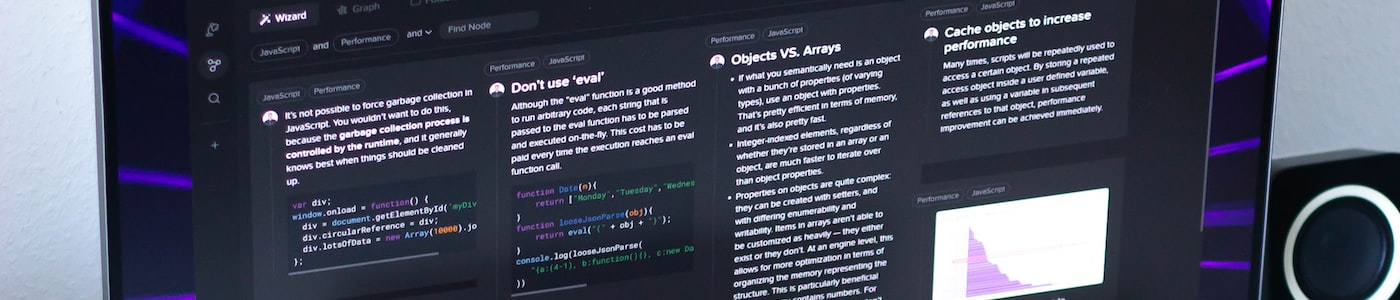 Wizard
Graph
JavaScript and Performance and Find Node
JavaScript Performance
It's not possible to force garbage collection in
JavaScript. You wouldn't want to do this,
because the garbage collection process is
controlled by the runtime, and it generally
knows best when things should be cleaned
up.
var div;
window.onload = function() {
div = document.getElementById('myDiv
div.circularReference = div;
div.lotsOfData = new Array(10000).jo
};
Performance JavaScript
Don't use 'eval'
Although the "eval" function is a good method
to run arbitrary code, each string that is
passed to the eval function has to be parsed
and executed on-the-fly. This cost has to be
paid every time the execution reaches an eval
function call.
function Date(n){
return ["Monday","Tuesday","Wednes
}
function looseJsonParse(obj){
return eval("(" + obj + ")");
}
console.log(looseJsonParse(
"{a:(4-1), b:function(){}, c:new Da
))
Performance JavaScript
Objects VS. Arrays
• If what you semantically need is an object
with a bunch of properties (of varying
types), use an object with properties.
That's pretty efficient in terms of memory,
and it's also pretty fast.
• Integer-indexed elements, regardless of
whether they're stored in an array or an
object, are much faster to iterate over
than object properties.
• Properties on objects are quite complex:
they can be created with setters, and
with differing enumerability and
writability. Items in arrays aren't able to
be customized as heavily — they either
exist or they don't. At an engine level, this
allows for more optimization in terms of
organizing the memory representing the
structure. This is particularly beneficial
contains numbers. For
Performance JavaScript
Cache objects to increase
performance
Many times, scripts will be repeatedly used to
access a certain object. By storing a repeated
access object inside a user defined variable,
as well as using a variable in subsequent
references to that object, performance
improvement can be achieved immediately.
Performance JavaScript